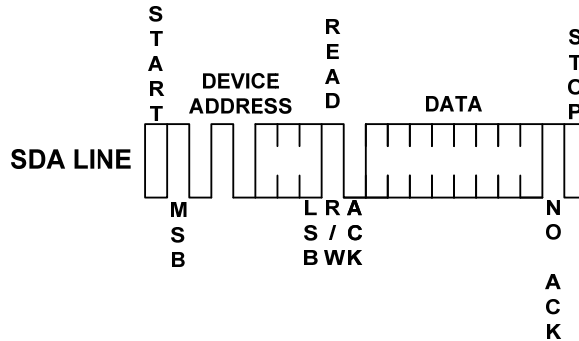 START
READ
STOP
DEVICE
ADDRESS
DATA
SDA LINE
MSB
LSB
R/W
ACK
NO ACK